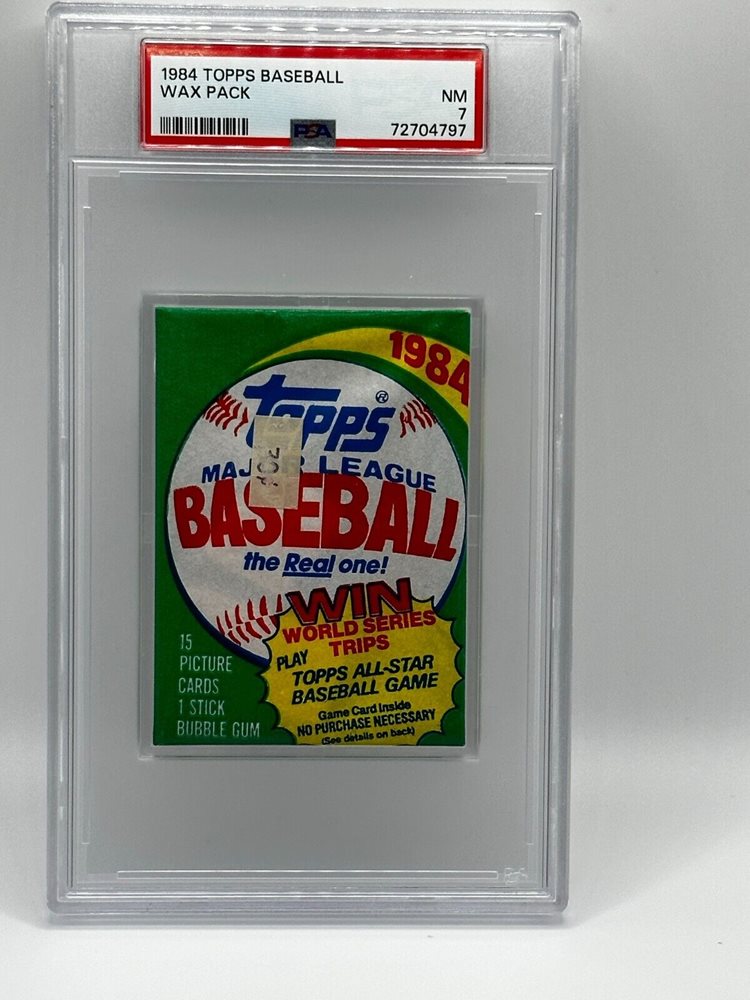 1984 TOPPS BASEBALL
WAX PACK
NM
7
72704797
PSA
1984
TOPPS ®
MAJOR LEAGUE
BASEBALL
the Real one!
WIN
WORLD SERIES
TRIPS
PLAY
TOPPS ALL-STAR
BASEBALL GAME
Game Card Inside
NO PURCHASE NECESSARY
(See details on back)
15
PICTURE
CARDS
1 STICK
BUBBLE GUM